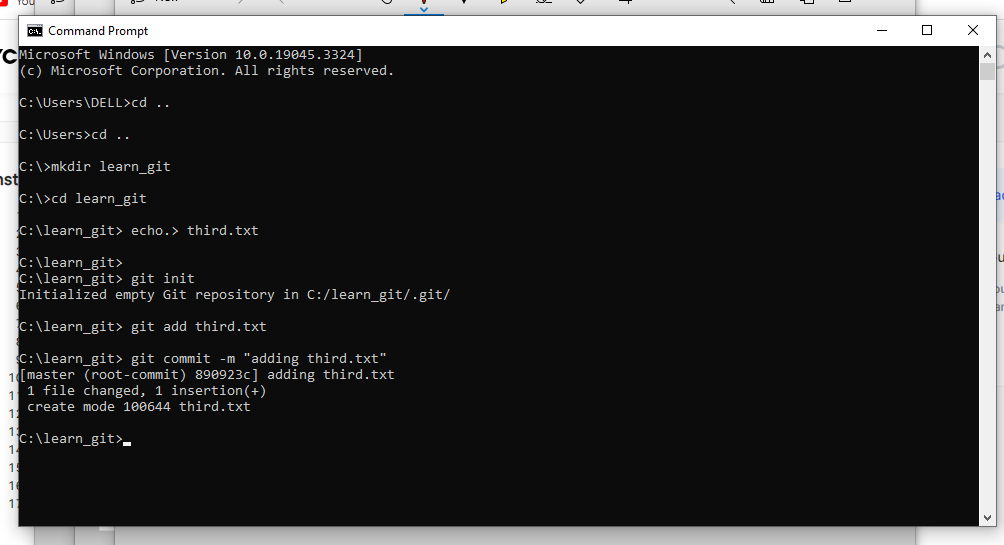 You
Command Prompt
Microsoft Windows [Version 10.0.19045.3324]
(c) Microsoft Corporation. All rights reserved.
C:\Users\DELL>cd ..
C:\Users>cd ..
C:\>mkdir learn_git
C:\>cd learn_git
C:\learn_git> echo.> third.txt
C:\learn_git>
C:\learn_git> git init
Initialized empty Git repository in C:/learn_git/.git/
C:\learn_git> git add third.txt
C:\learn_git> git commit -m "adding third.txt"
[master (root-commit) 890923c] adding third.txt
 1 file changed, 1 insertion(+)
 create mode 100644 third.txt
C:\learn_git>